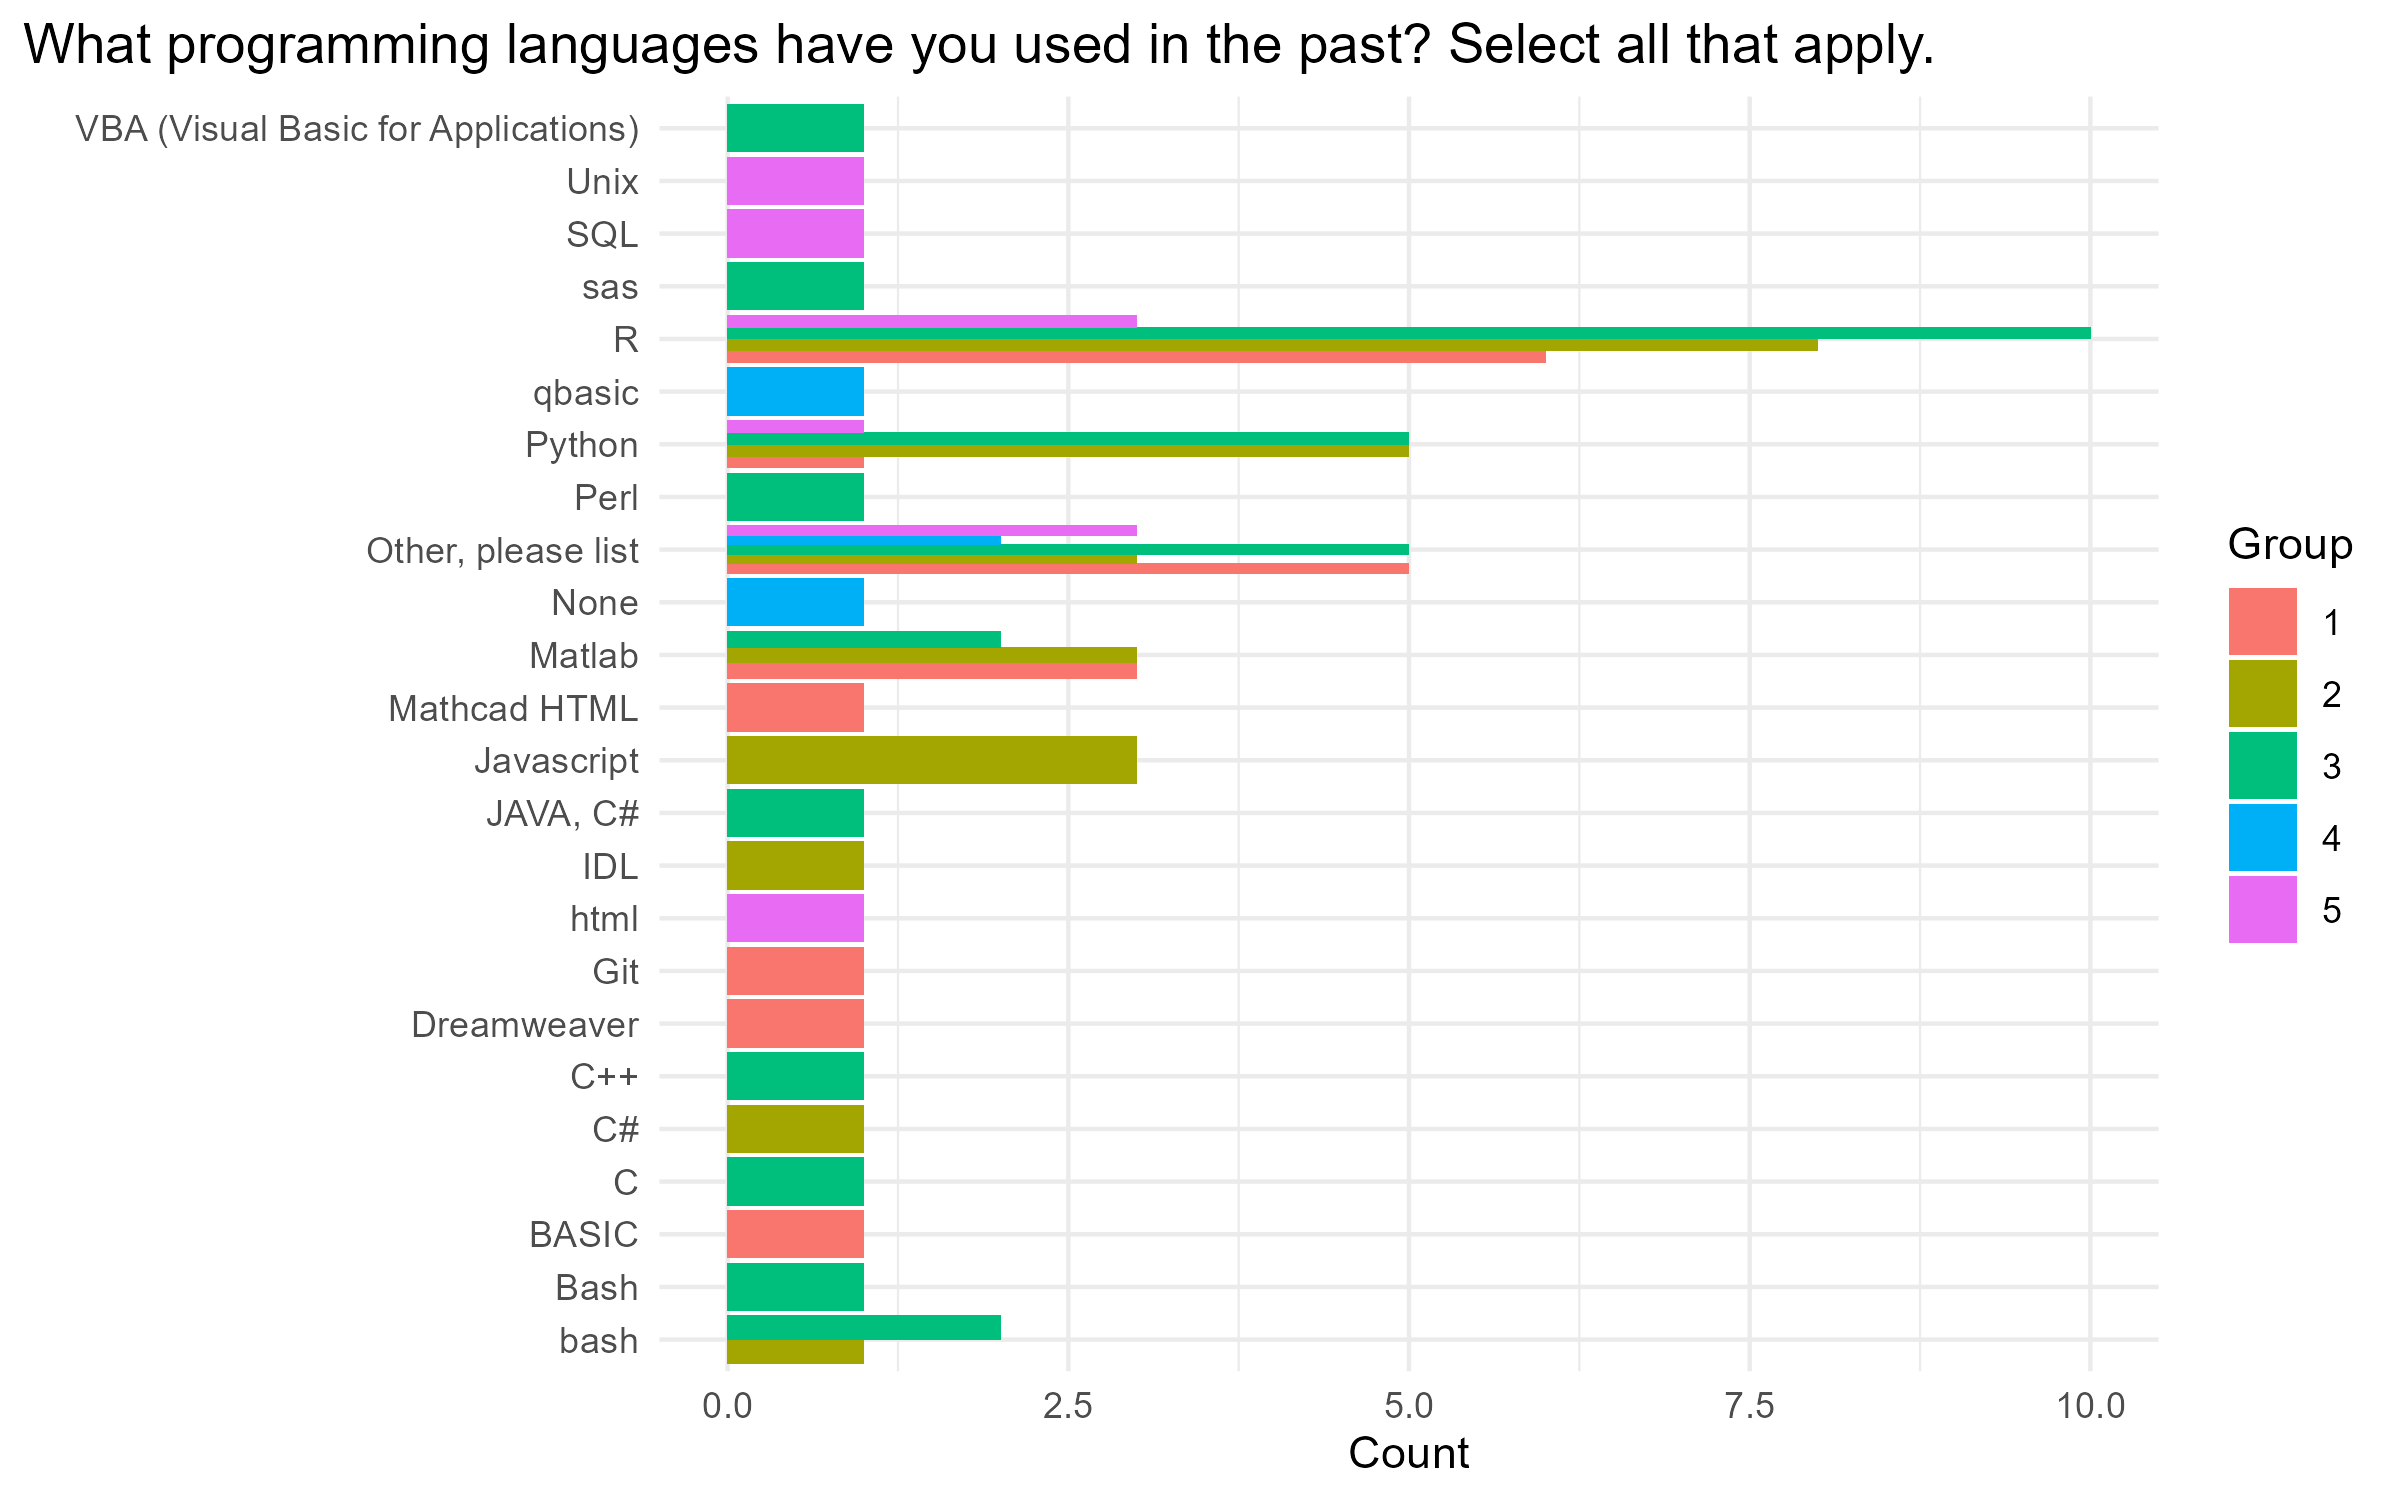 What programming languages have you used in the past? Select all that apply.
VBA (Visual Basic for Applications)
Unix
SQL
sas
R
qbasic
Python
Perl
Other, please list
None
Matlab
Mathcad HTML
Javascript
JAVA, C#
IDL
html
Git
Dreamweaver
C++
C#
C
BASIC
Bash
bash
0.0 2.5 5.0 7.5 10.0
Count
Group
1
2
3
4
5